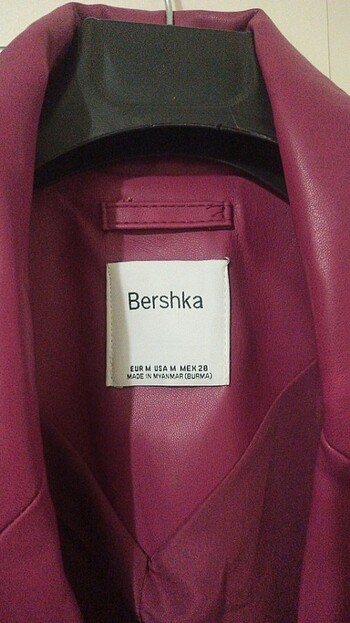 Bershka
EUR M USA M MEX 28
MADE IN MYANMAR (BURMA)